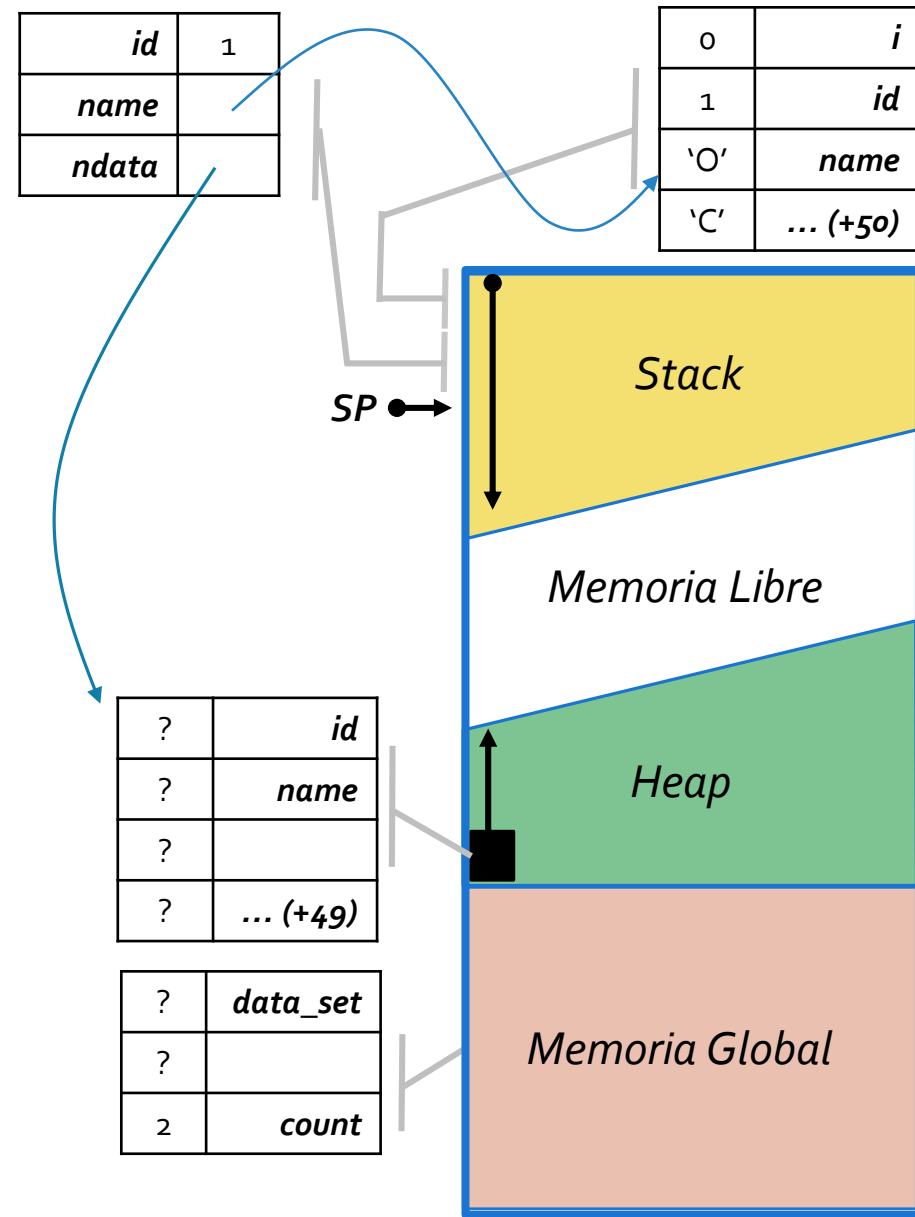 id 1
name
ndata
0 i
1 id
‘O’ name
‘C’ ... (+50)
Stack
SP
Memoria Libre
? id
? name
?
? ... (+49)
Heap
? data_set
?
2 count
Memoria Global